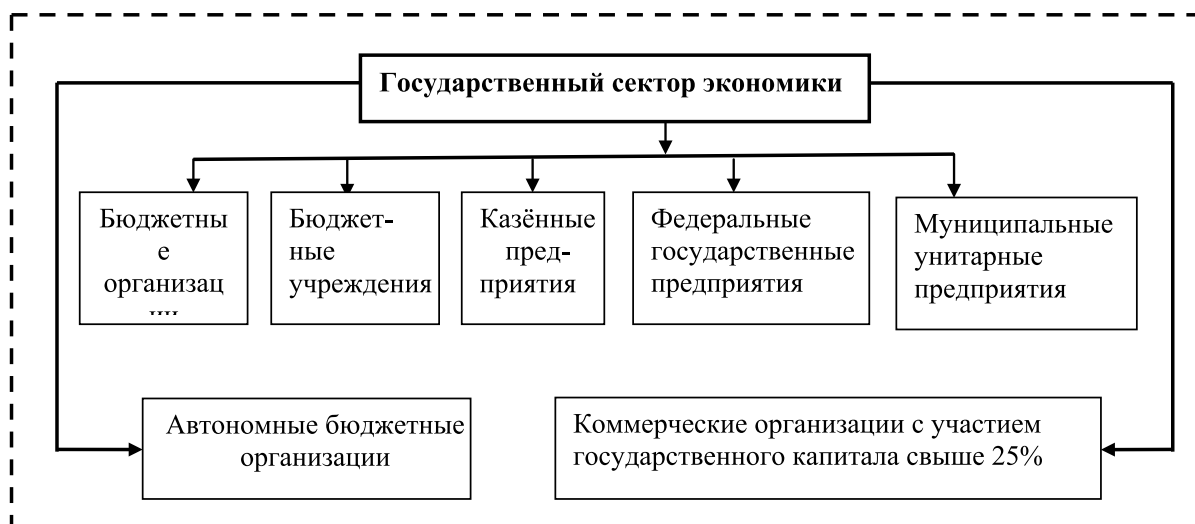 Государственный сектор экономики
Бюджетны
е
организац
ии
Бюджет-
ные
учреждения
Казённые
пред-
приятия
Федеральные
государственные
предприятия
Муниципальные
унитарные
предприятия
Автономные бюджетные
организации
Коммерческие организации с участием
государственного капитала свыше 25%